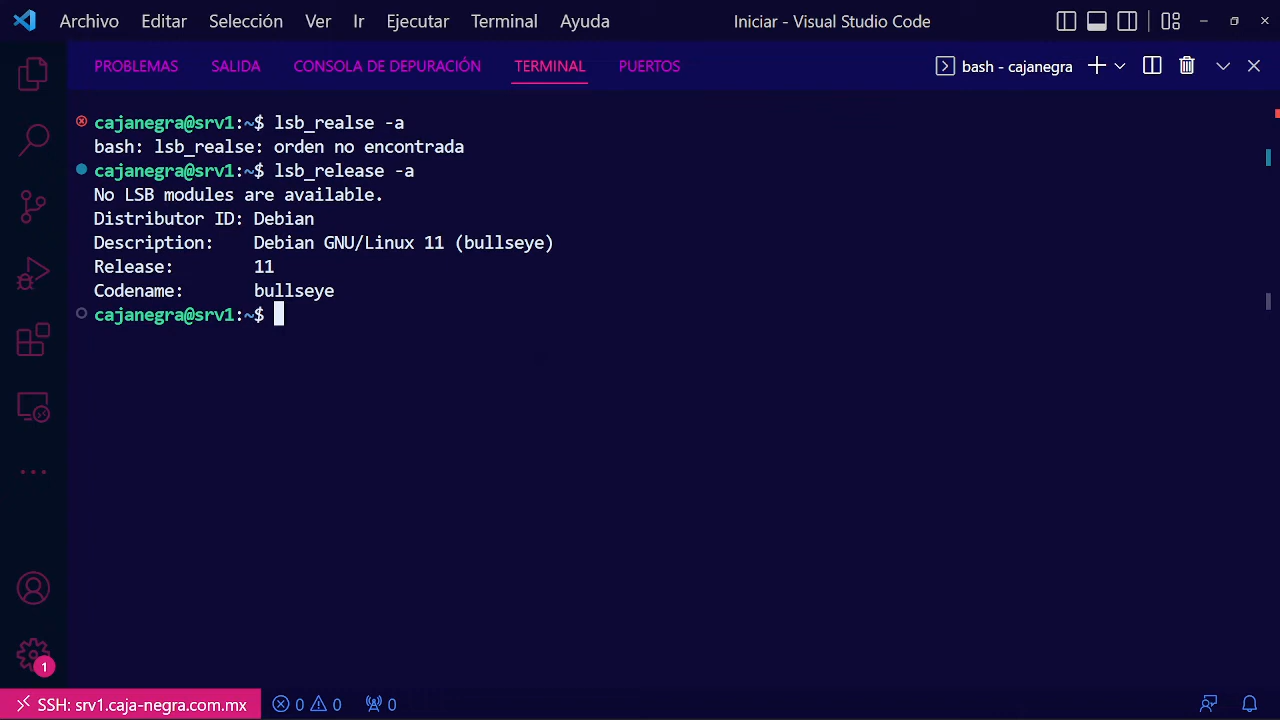 Archivo Editar Selección Ver Ir Ejecutar Terminal Ayuda Iniciar - Visual Studio Code
PROBLEMAS SALIDA CONSOLA DE DEPURACIÓN TERMINAL PUERTOS bash - cajanegra
cajanegra@srv1:~$ lsb_realse -a
bash: lsb_realse: orden no encontrada
cajanegra@srv1:~$ lsb_release -a
No LSB modules are available.
Distributor ID: Debian
Description: Debian GNU/Linux 11 (bullseye)
Release: 11
Codename: bullseye
cajanegra@srv1:~$
1
SSH: srv1.caja-negra.com.mx 0 0 0